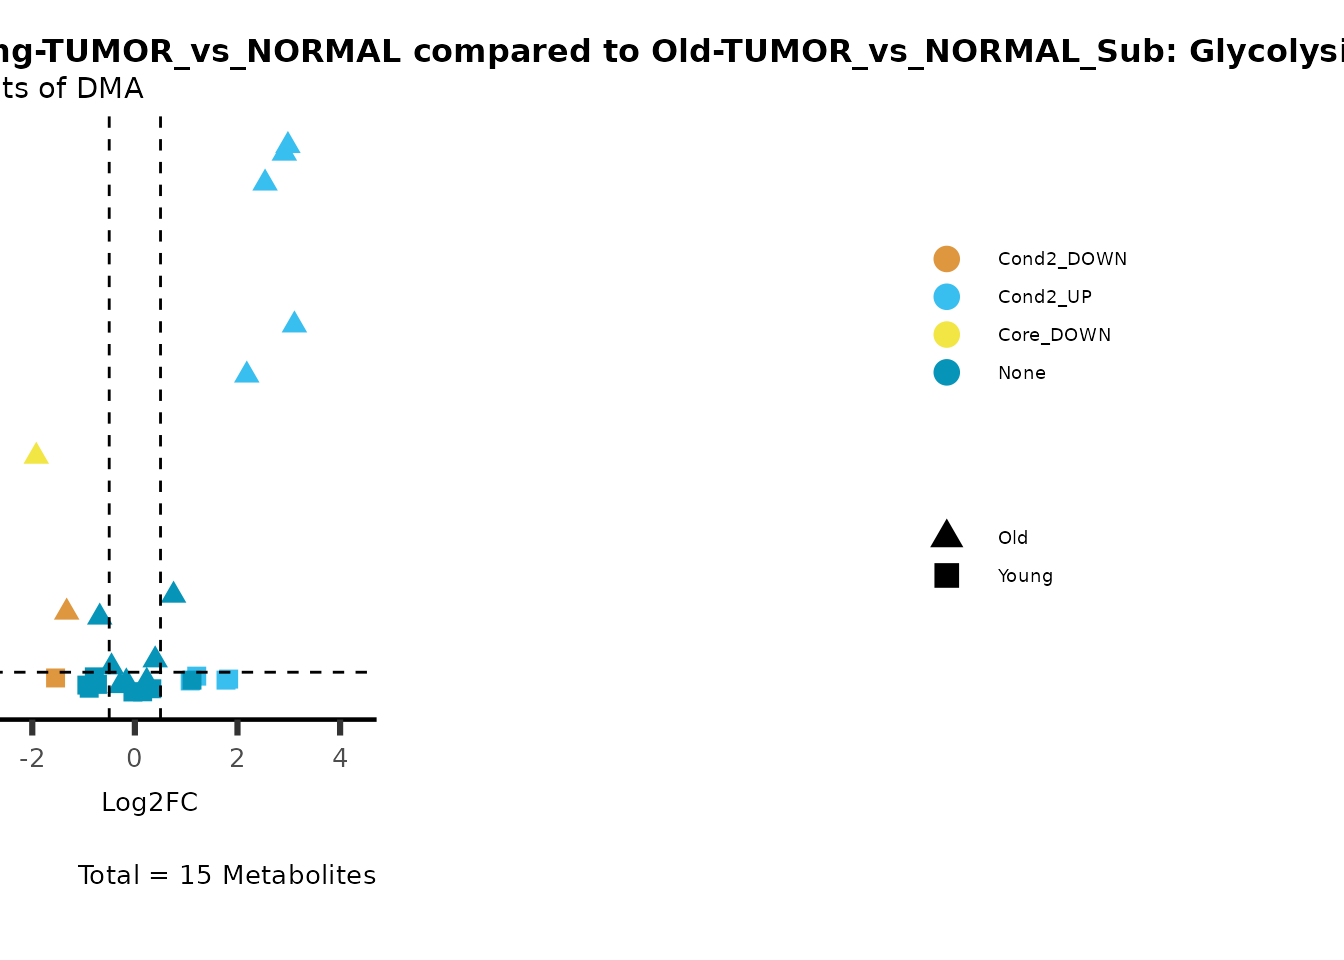 ng-TUMOR_vs_NORMAL compared to Old-TUMOR_vs_NORMAL_Sub: Glycolysi
ts of DMA
Cond2_DOWN
Cond2_UP
Core_DOWN
None
Old
Young
-2 0 2 4
Log2FC
Total = 15 Metabolites